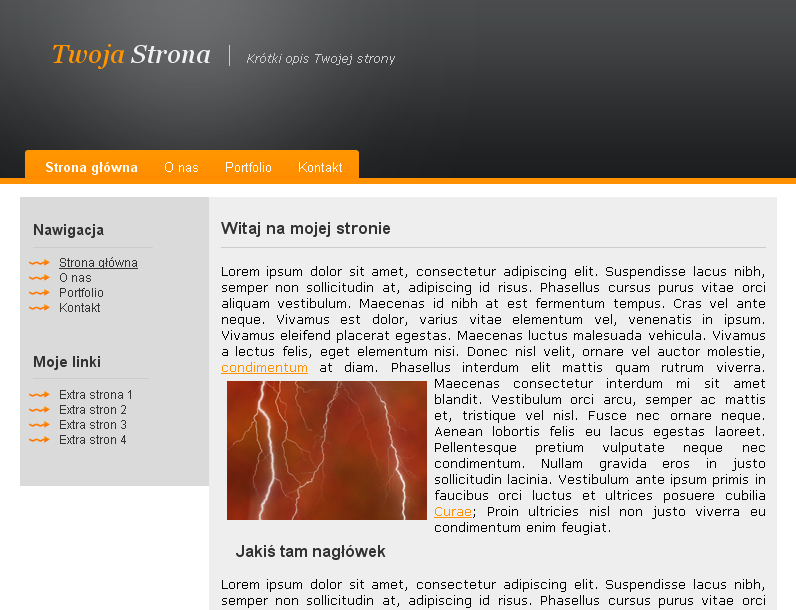 Twoja Strona
Krótki opis Twojej strony
Strona główna O nas Portfolio Kontakt
Nawigacja
Strona główna
O nas
Portfolio
Kontakt
Moje linki
Extra strona 1
Extra stron 2
Extra stron 3
Extra stron 4
Witaj na mojej stronie
Lorem ipsum dolor sit amet, consectetur adipiscing elit. Suspendisse lacus nibh,
semper non sollicitudin at, adipiscing id risus. Phasellus cursus purus vitae orci
aliquam vestibulum. Maecenas id nibh at est fermentum tempus. Cras vel ante
neque. Vivamus est dolor, varius vitae elementum vel, venenatis in ipsum.
Vivamus eleifend placerat egestas. Maecenas luctus malesuada vehicula. Vivamus
a lectus felis, eget elementum nisi. Donec nisl velit, ornare vel auctor molestie,
condimentum at diam. Phasellus interdum elit mattis quam rutrum viverra.
Maecenas consectetur interdum mi sit amet
blandit. Vestibulum orci arcu, semper ac mattis
et, tristique vel nisl. Fusce nec ornare neque.
Aenean lobortis felis eu lacus egestas laoreet.
Pellentesque pretium vulputate neque nec
condimentum. Nullam gravida eros in justo
sollicitudin lacinia. Vestibulum ante ipsum primis in
faucibus orci luctus et ultrices posuere cubilia
Curae; Proin ultricies nisl non justo viverra eu
condimentum enim feugiat.
Jakiś tam nagłówek
Lorem ipsum dolor sit amet, consectetur adipiscing elit. Suspendisse lacus nibh,
semper non sollicitudin at, adipiscing id risus. Phasellus cursus purus vitae orci